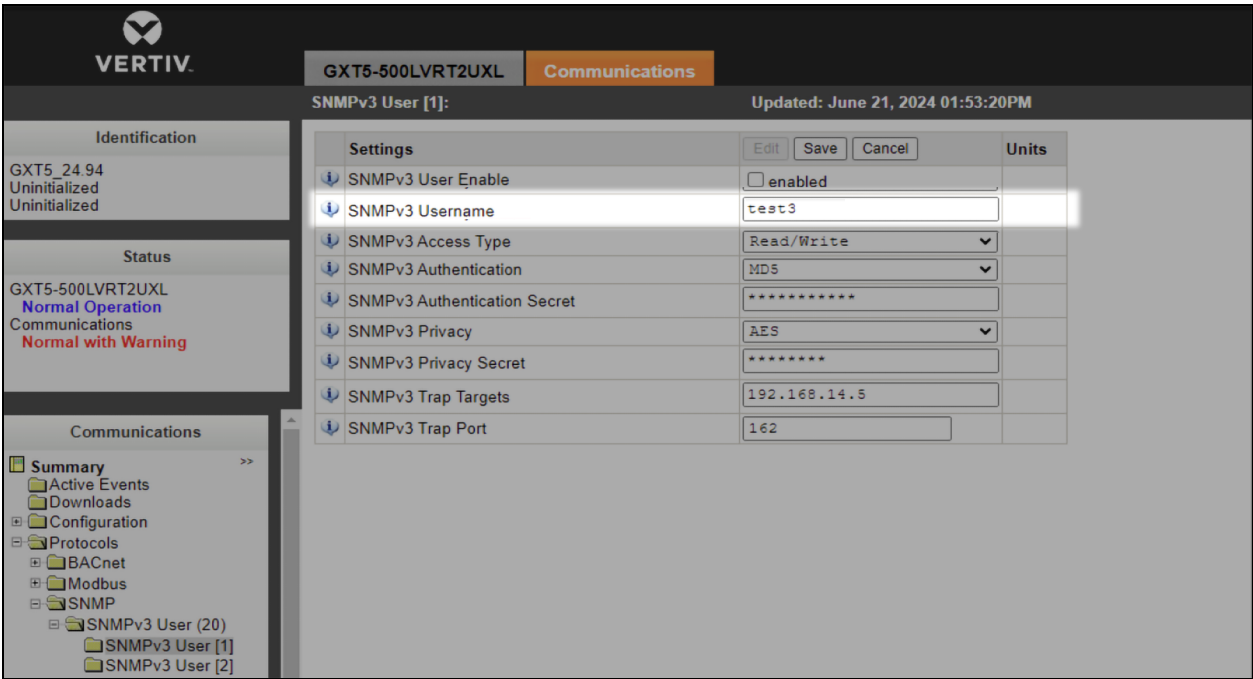 VERTIV.
GXT5-500LVRT2UXL Communications
SNMPv3 User [1]: Updated: June 21, 2024 01:53:20PM
Identification
GXT5_24.94
Uninitialized
Uninitialized
Status
GXT5-500LVRT2UXL
Normal Operation
Communications
Normal with Warning
Communications
Summary >>
Active Events
Downloads
Configuration
Protocols
BACnet
Modbus
SNMP
SNMPv3 User (20)
SNMPv3 User [1]
SNMPv3 User [2]
Settings Edit Save Cancel Units
SNMPv3 User Enable enabled
SNMPv3 Username test3
SNMPv3 Access Type Read/Write
SNMPv3 Authentication MD5
SNMPv3 Authentication Secret ***********
SNMPv3 Privacy AES
SNMPv3 Privacy Secret ********
SNMPv3 Trap Targets 192.168.14.5
SNMPv3 Trap Port 162